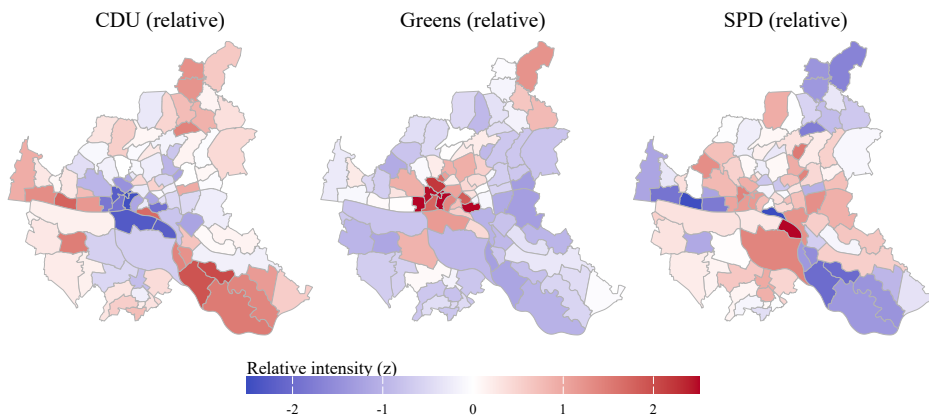 CDU (relative)
Greens (relative)
SPD (relative)
Relative intensity (z)
-2 -1 0 1 2